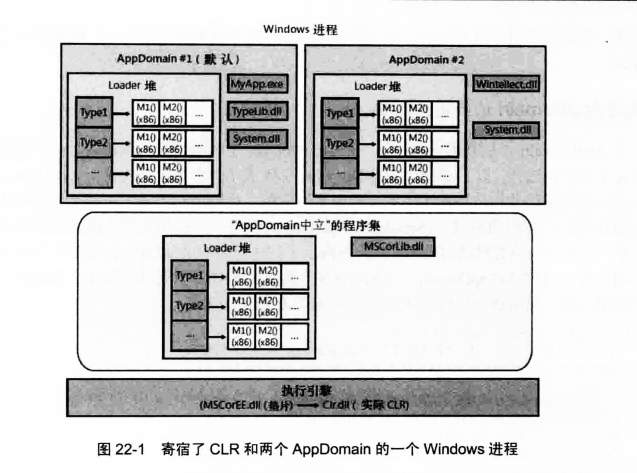 Windows 进程
AppDomain #1 ( 默 认 )
Loader 堆
MyApp.exe
TypeLib.dll
System.dll
Type1
M1() (x86)
M2() (x86)
...
Type2
M1() (x86)
M2() (x86)
...
...
M1() (x86)
M2() (x86)
...
AppDomain #2
Loader 堆
Wintellect.dll
System.dll
Type1
M1() (x86)
M2() (x86)
...
Type2
M1() (x86)
M2() (x86)
...
...
M1() (x86)
M2() (x86)
...
“AppDomain中立”的程序集
Loader 堆
MSCorLib.dll
Type1
M1() (x86)
M2() (x86)
...
Type2
M1() (x86)
M2() (x86)
...
...
M1() (x86)
M2() (x86)
...
执行引擎
(MSCorEE.dll (垫片) → Clr.dll ( 实际 CLR)
图 22-1 寄宿了 CLR 和两个 AppDomain 的一个 Windows 进程